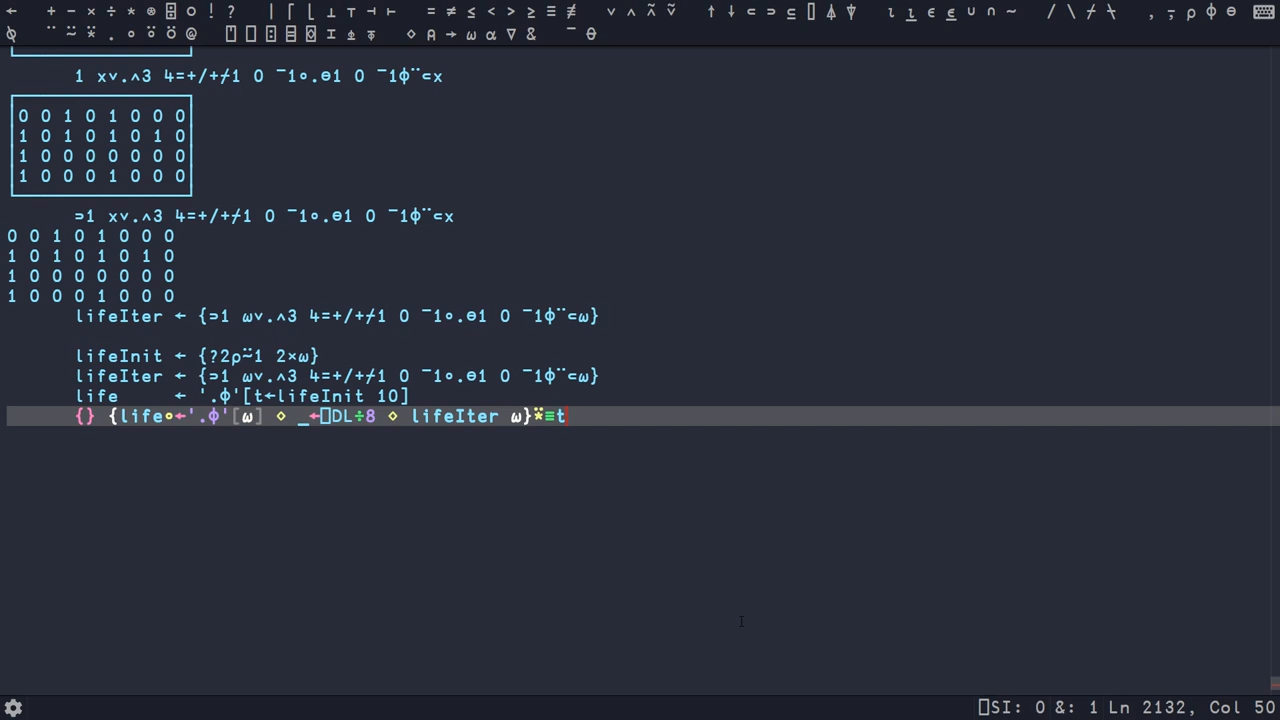 ← + - × ÷ * ⍟ ⌹ ○ ! ? | ⌈ ⌊ ⊥ ⊤ ⊣ ⊢ = ≠ ≤ < > ≥ ≡ ≢ ∨ ∧ ⍲ ⍱ ↑ ↓ ⊂ ⊃ ⊆ ⌷ ⍋ ⍒ ⍳ ⍸ ∊ ⍷ ∪ ∩ ~ / \ ⌿ ⍀ , ⍪ ⍴ ⌽ ⊖
⍉ ¨ ⍨ ⍣ . ∘ ⍤ ⍥ @ ⍞ ⎕ ⍠ ⌸ ⌺ ⌶ ⍎ ⍕ ⋄ ⍝ → ⍵ ⍺ ∇ & ¯ ⍬
1 x∨.∧3 4=+/+⌿1 0 ¯1∘.⊖1 0 ¯1⌽¨⊂x
0 0 1 0 1 0 0 0
1 0 1 0 1 0 1 0
1 0 0 0 0 0 0 0
1 0 0 0 1 0 0 0
⊃1 x∨.∧3 4=+/+⌿1 0 ¯1∘.⊖1 0 ¯1⌽¨⊂x
0 0 1 0 1 0 0 0
1 0 1 0 1 0 1 0
1 0 0 0 0 0 0 0
1 0 0 0 1 0 0 0
lifeIter ← {⊃1 ⍵∨.∧3 4=+/+⌿1 0 ¯1∘.⊖1 0 ¯1⌽¨⊂⍵}
lifeInit ← {?2⍴⍨1 2×⍵}
lifeIter ← {⊃1 ⍵∨.∧3 4=+/+⌿1 0 ¯1∘.⊖1 0 ¯1⌽¨⊂⍵}
life ← '.⌽'[t←lifeInit 10]
{} {life∘←'.⌽'[⍵] ⋄ _←⎕DL÷8 ⋄ lifeIter ⍵}⍣≡t
⎕SI: 0 &: 1 Ln 2132, Col 50